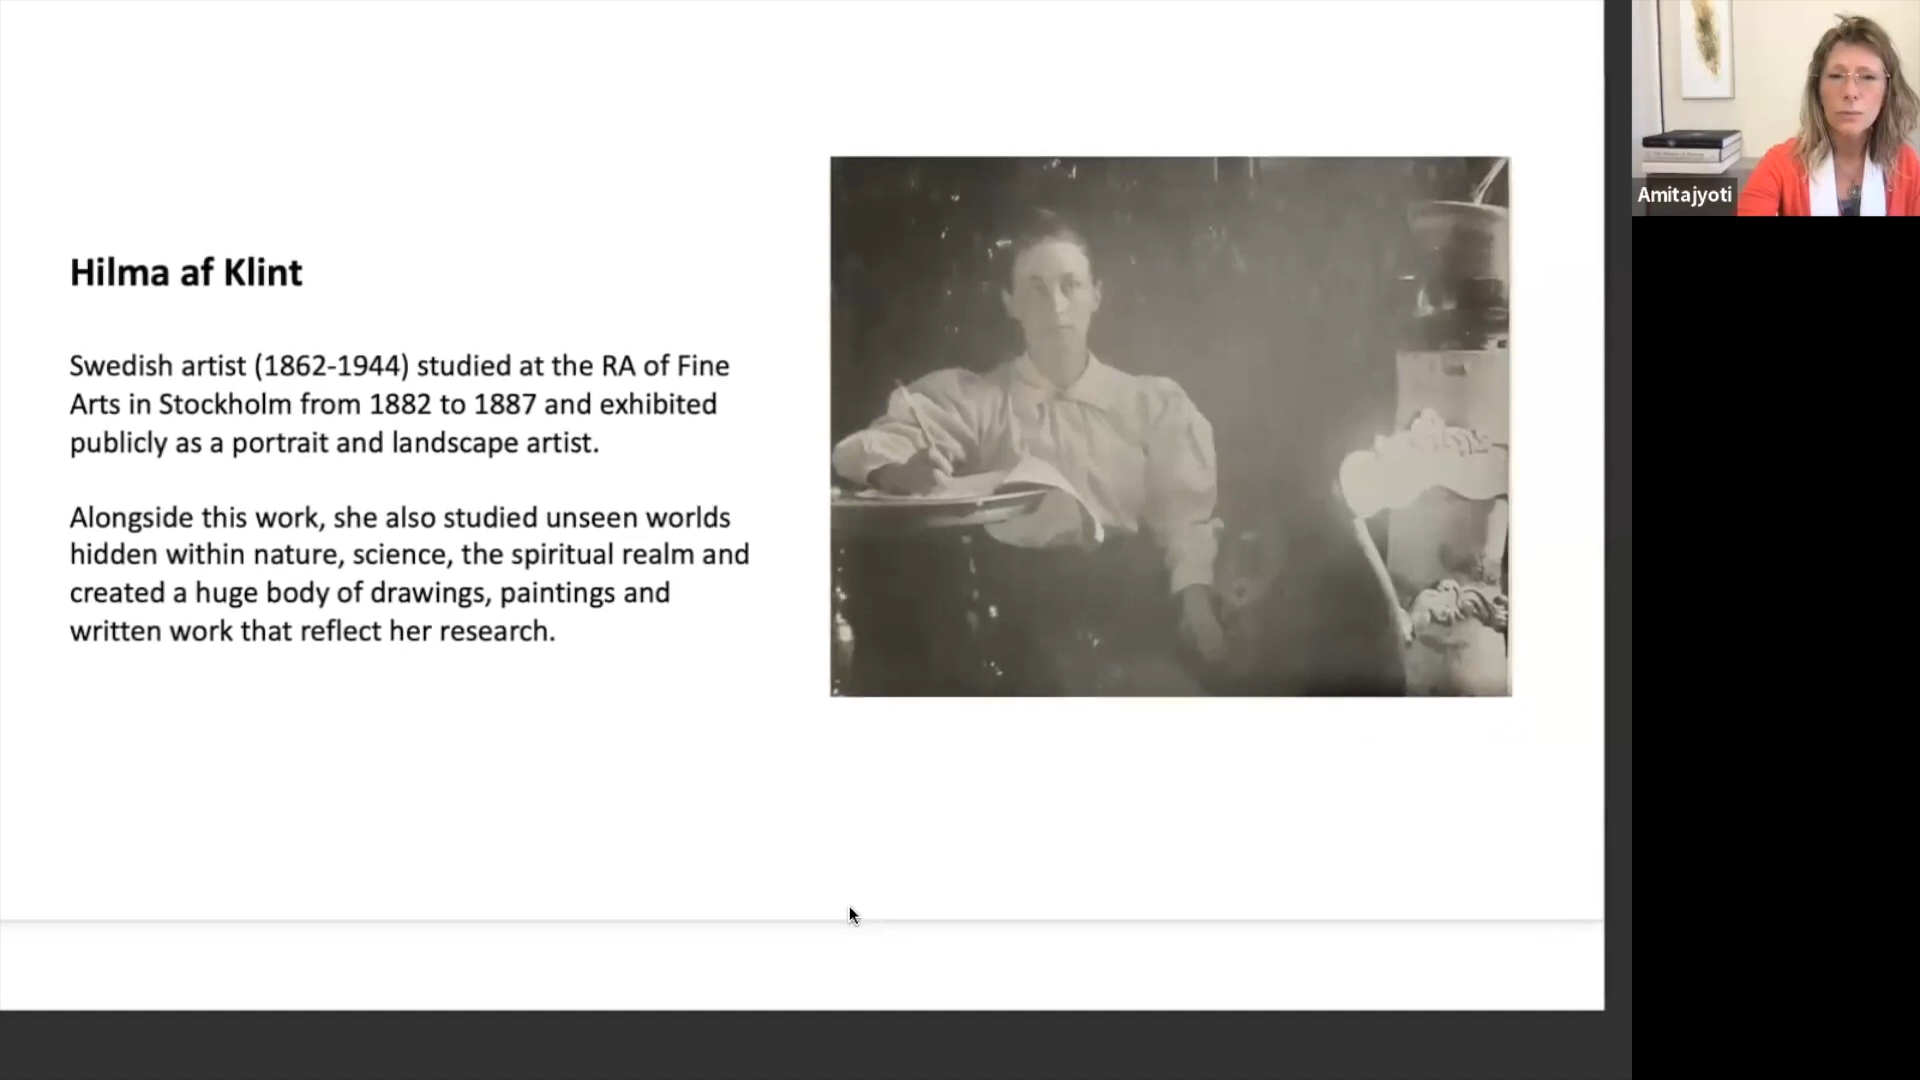 Hilma af Klint
Swedish artist (1862-1944) studied at the RA of Fine
Arts in Stockholm from 1882 to 1887 and exhibited
publicly as a portrait and landscape artist.
Alongside this work, she also studied unseen worlds
hidden within nature, science, the spiritual realm and
created a huge body of drawings, paintings and
written work that reflect her research.
Amitajyoti